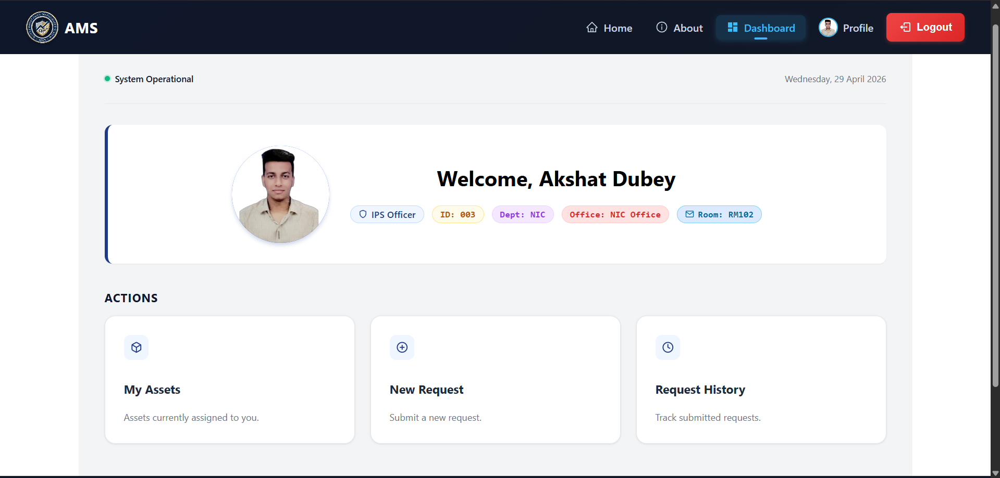 AMS
Home
About
Dashboard
Profile
Logout
System Operational
Wednesday, 29 April 2026
Welcome, Akshat Dubey
IPS Officer
ID: 003
Dept: NIC
Office: NIC Office
Room: RM102
ACTIONS
My Assets
Assets currently assigned to you.
New Request
Submit a new request.
Request History
Track submitted requests.